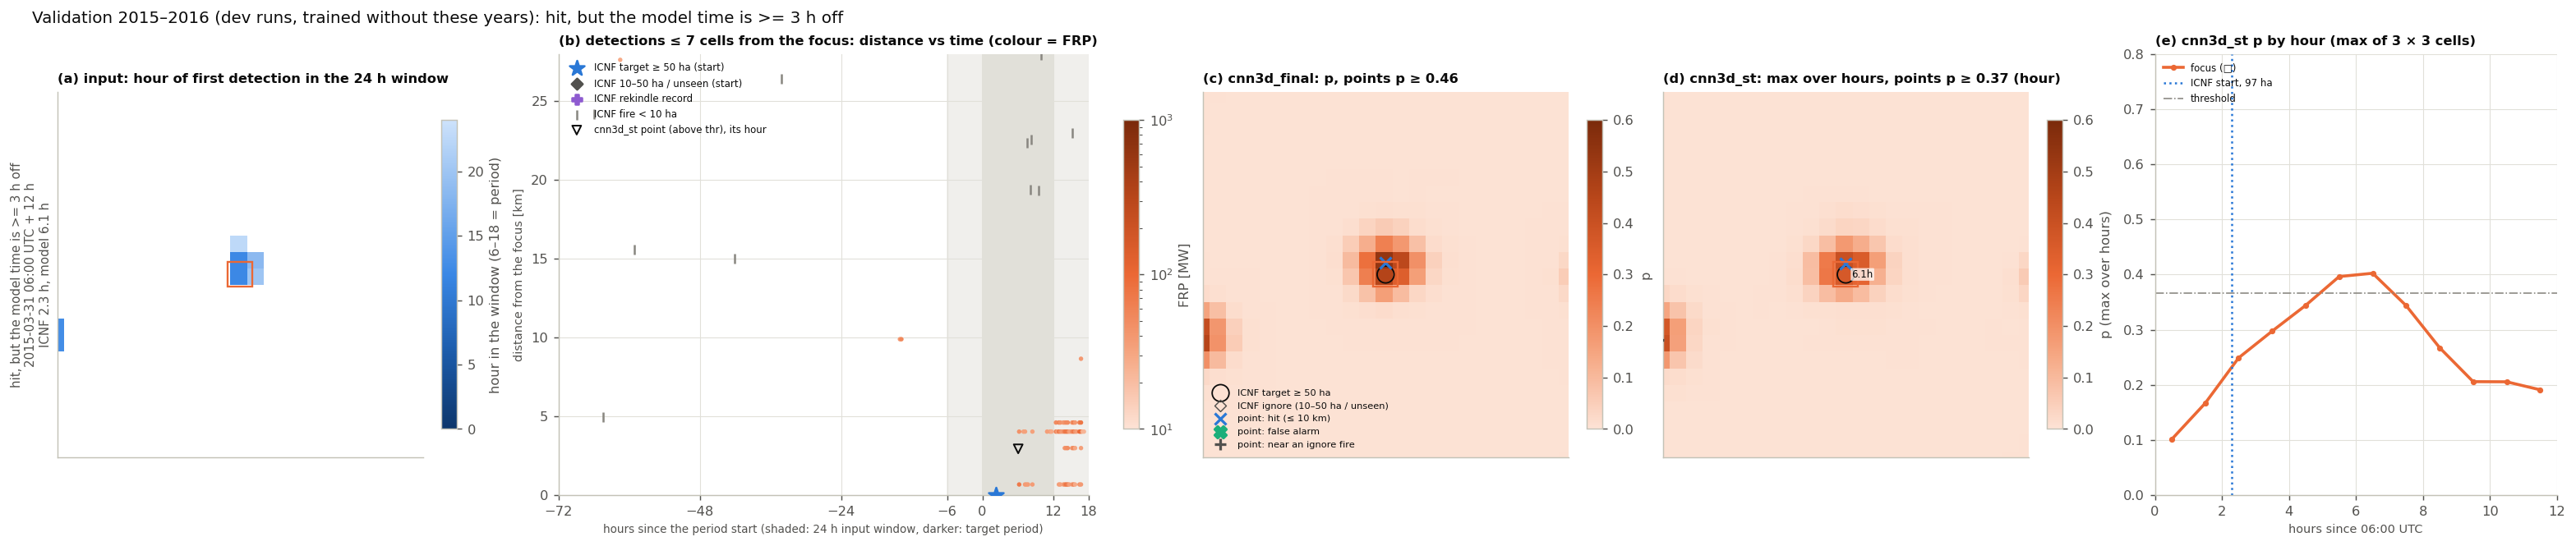 Validation 2015–2016 (dev runs, trained without these years): hit, but the model time is >= 3 h off
hit, but the model time is >= 3 h off
2015-03-31 06:00 UTC + 12 h
ICNF 2.3 h, model 6.1 h
(a) input: hour of first detection in the 24 h window
20
15
10
5
0
hour in the window (6–18 = period)
(b) detections ≤ 7 cells from the focus: distance vs time (colour = FRP)
ICNF target ≥ 50 ha (start)
ICNF 10–50 ha / unseen (start)
ICNF rekindle record
ICNF fire < 10 ha
cnn3d_st point (above thr), its hour
25
20
15
10
5
0
distance from the focus [km]
−72
−48
−24
−6
0
12
18
hours since the period start (shaded: 24 h input window, darker: target period)
10³
10²
10¹
FRP [MW]
(c) cnn3d_final: p, points p ≥ 0.46
ICNF target ≥ 50 ha
ICNF ignore (10–50 ha / unseen)
point: hit (≤ 10 km)
point: false alarm
point: near an ignore fire
0.6
0.5
0.4
0.3
0.2
0.1
0.0
p
(d) cnn3d_st: max over hours, points p ≥ 0.37 (hour)
6.1h
0.6
0.5
0.4
0.3
0.2
0.1
0.0
p (max over hours)
(e) cnn3d_st p by hour (max of 3 × 3 cells)
focus (□)
ICNF start, 97 ha
threshold
0.8
0.7
0.6
0.5
0.4
0.3
0.2
0.1
0.0
0
2
4
6
8
10
12
hours since 06:00 UTC